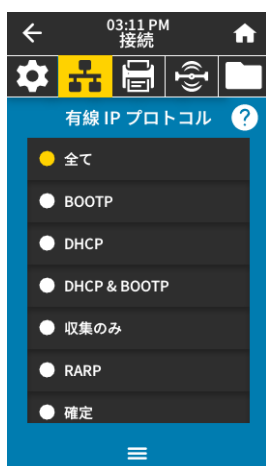 03:11 PM
接続
有線 IP プロトコル
?
全て
BOOTP
DHCP
DHCP & BOOTP
収集のみ
RARP
確定